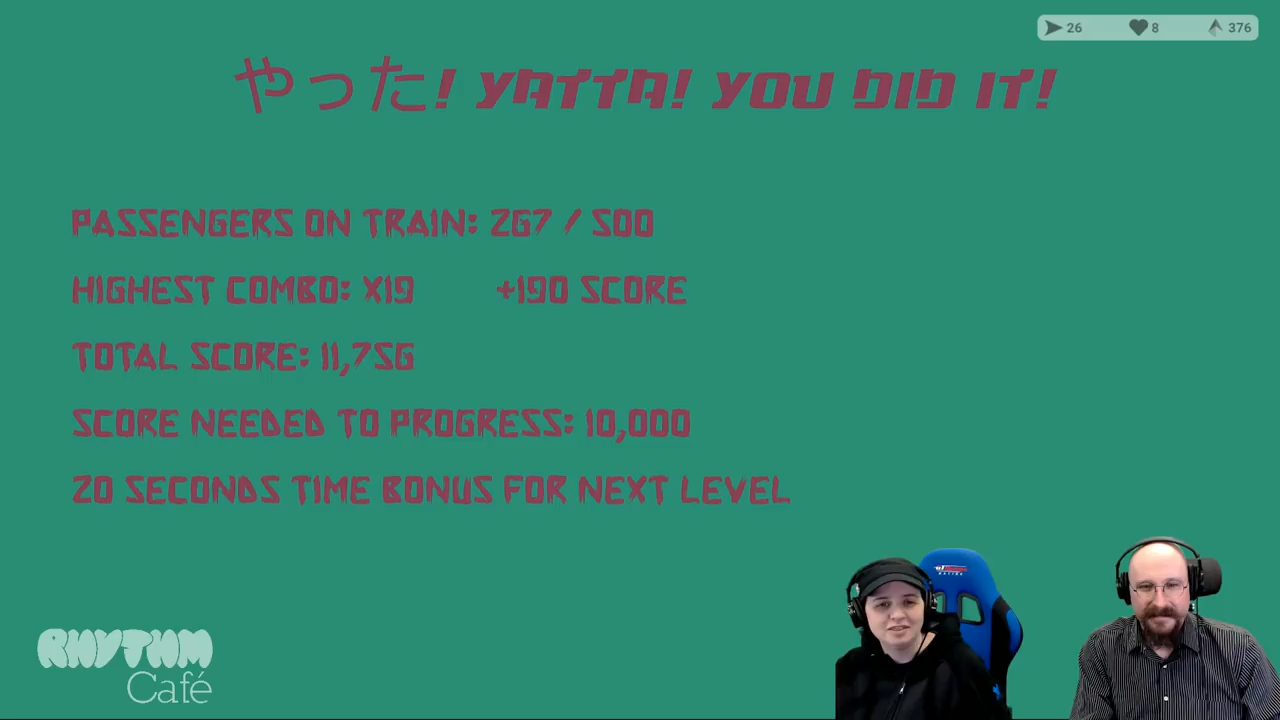 26 8 376
やった! YATTA! YOU DID IT!
PASSENGERS ON TRAIN: 267 / 500
HIGHEST COMBO: X19 +190 SCORE
TOTAL SCORE: 11,756
SCORE NEEDED TO PROGRESS: 10,000
20 SECONDS TIME BONUS FOR NEXT LEVEL
RHYTHM
Café